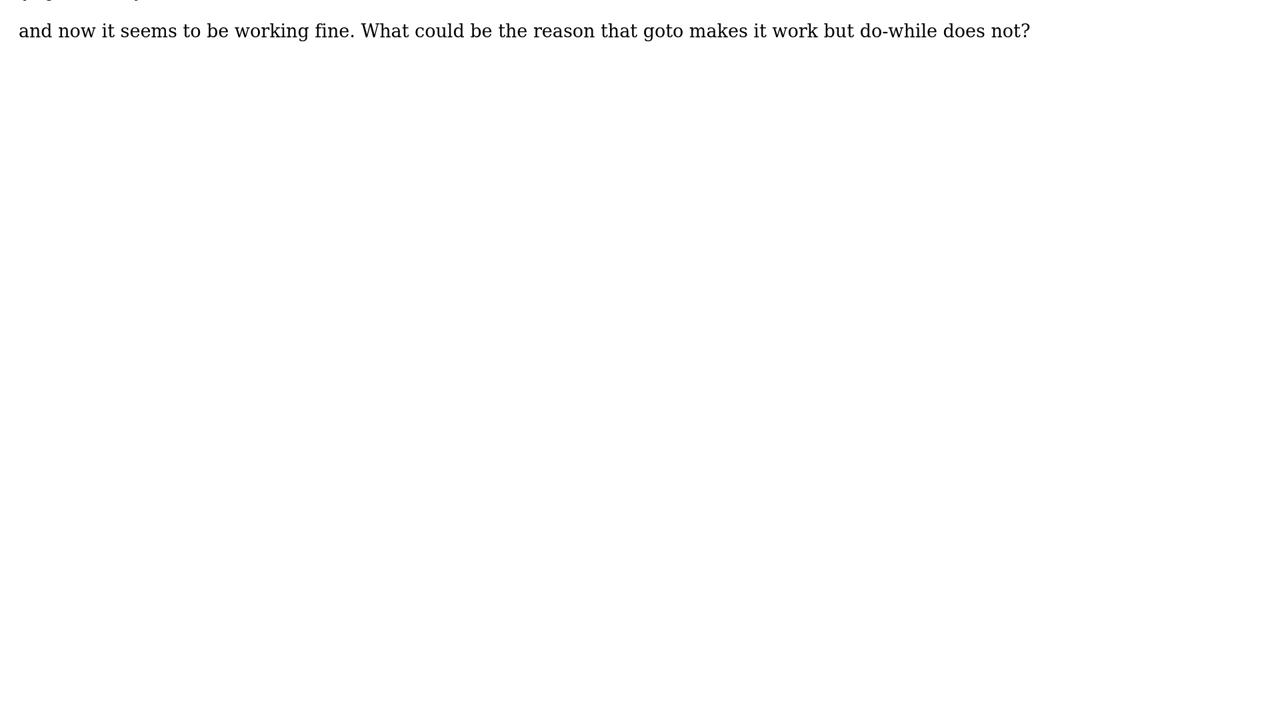 and now it seems to be working fine. What could be the reason that goto makes it work but do-while does not?